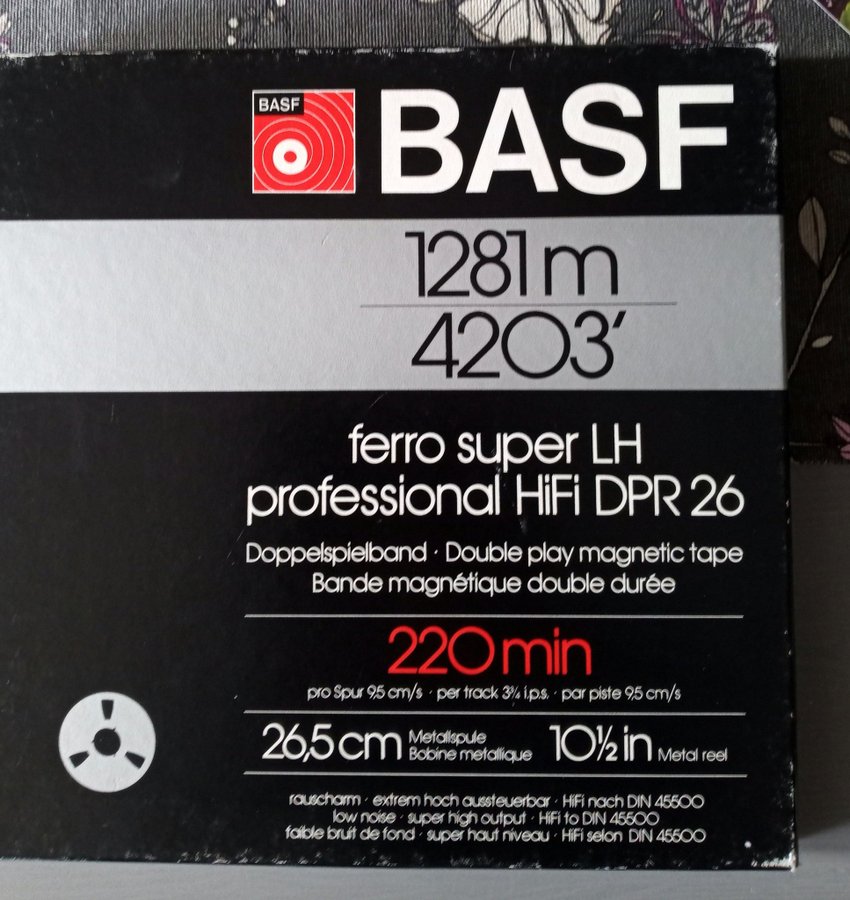 BASF
BASF
1281 m
4203'
ferro super LH
professional HiFi DPR 26
Doppelspielband · Double play magnetic tape
Bande magnétique double durée
220 min
pro Spur 9,5 cm/s · per track 3¾ i.p.s. · par piste 9,5 cm/s
26,5 cm Metallspule
Bobine metallique
10½ in Metal reel
rauscharm · extrem hoch aussteuerbar · HiFi nach DIN 45500
low noise · super high output · HiFi to DIN 45500
faible bruit de fond · super haut niveau · HiFi selon DIN 45500